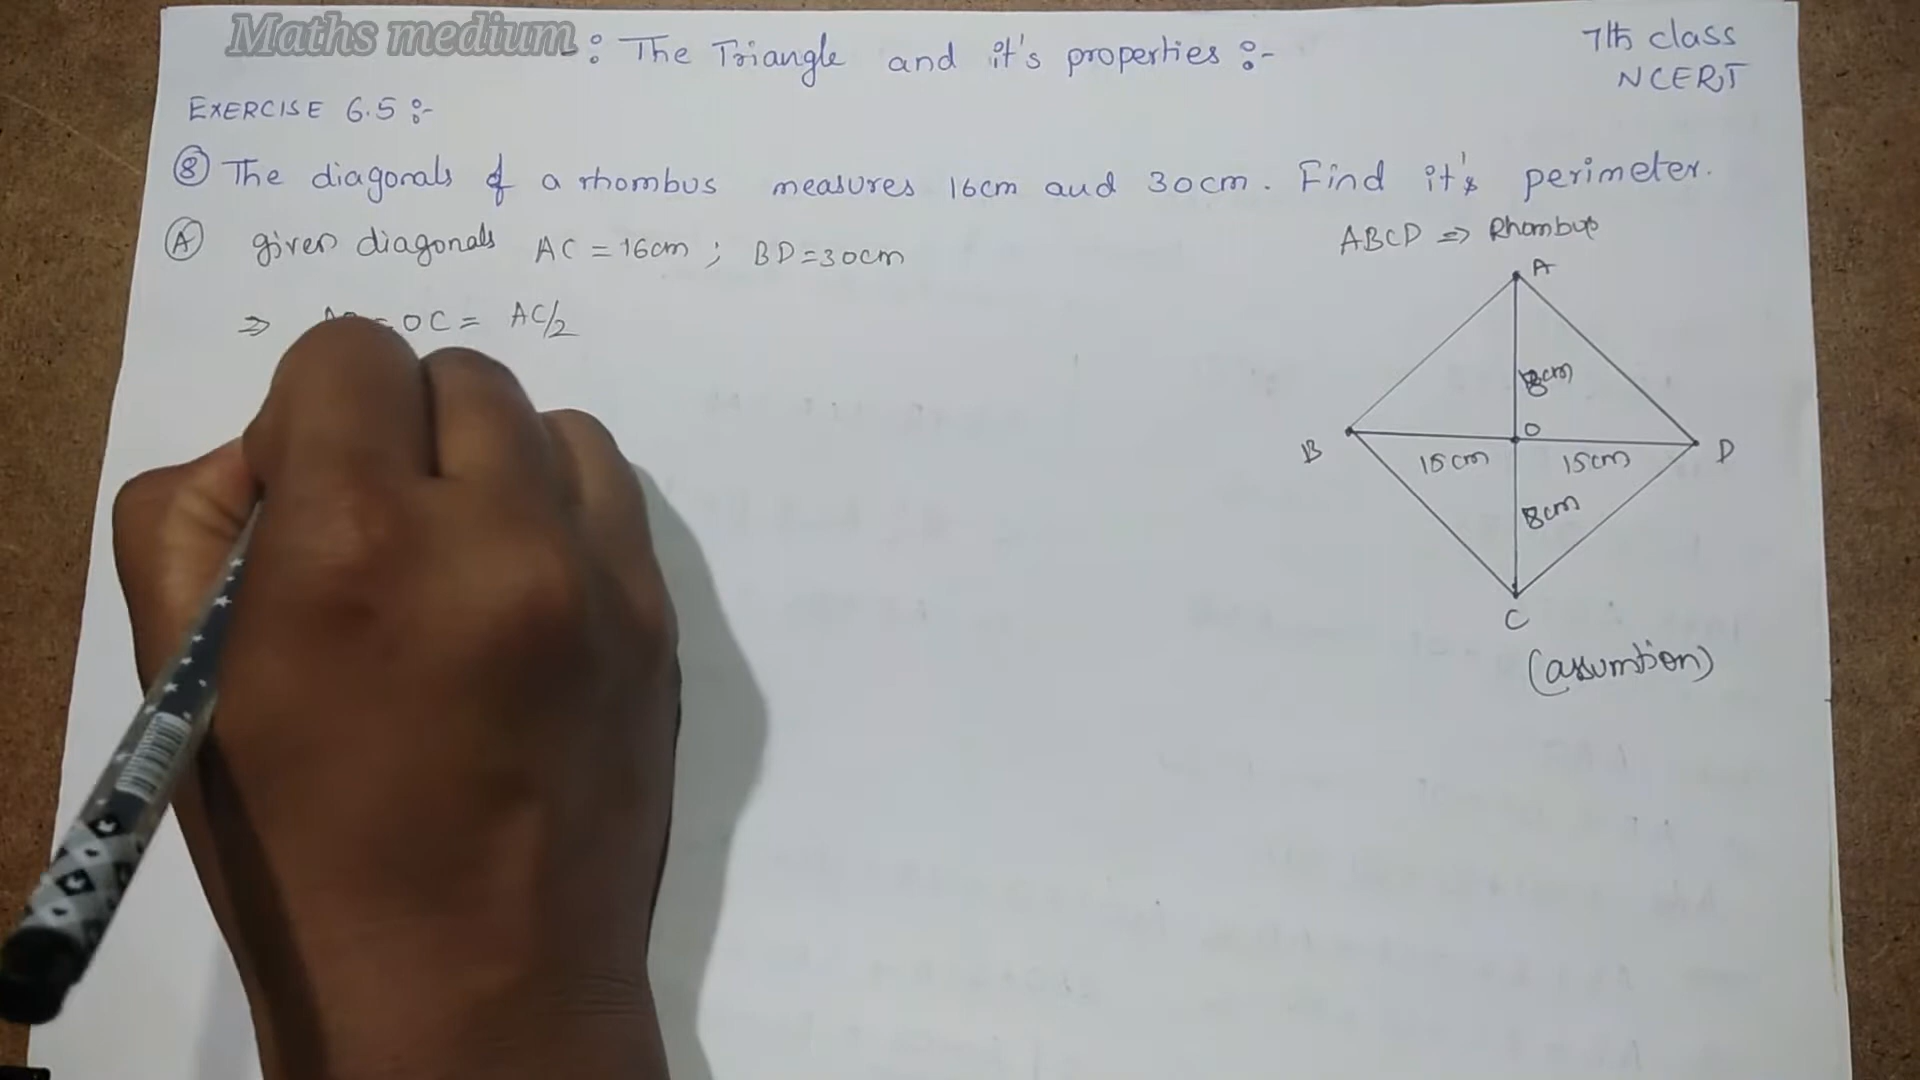 Maths medium
-: The Triangle and it's properties :-
7th class
NCERT
EXERCISE 6.5 :-
⑧ The diagonals of a rhombus measures 16cm and 30cm. Find it's perimeter.
Ⓐ given diagonals AC = 16cm ; BD = 30cm
⇒ = OC = AC/2
ABCD ⇒ Rhombus
A
8cm
B
O
D
15cm 15cm
8cm
C
(assumtion)